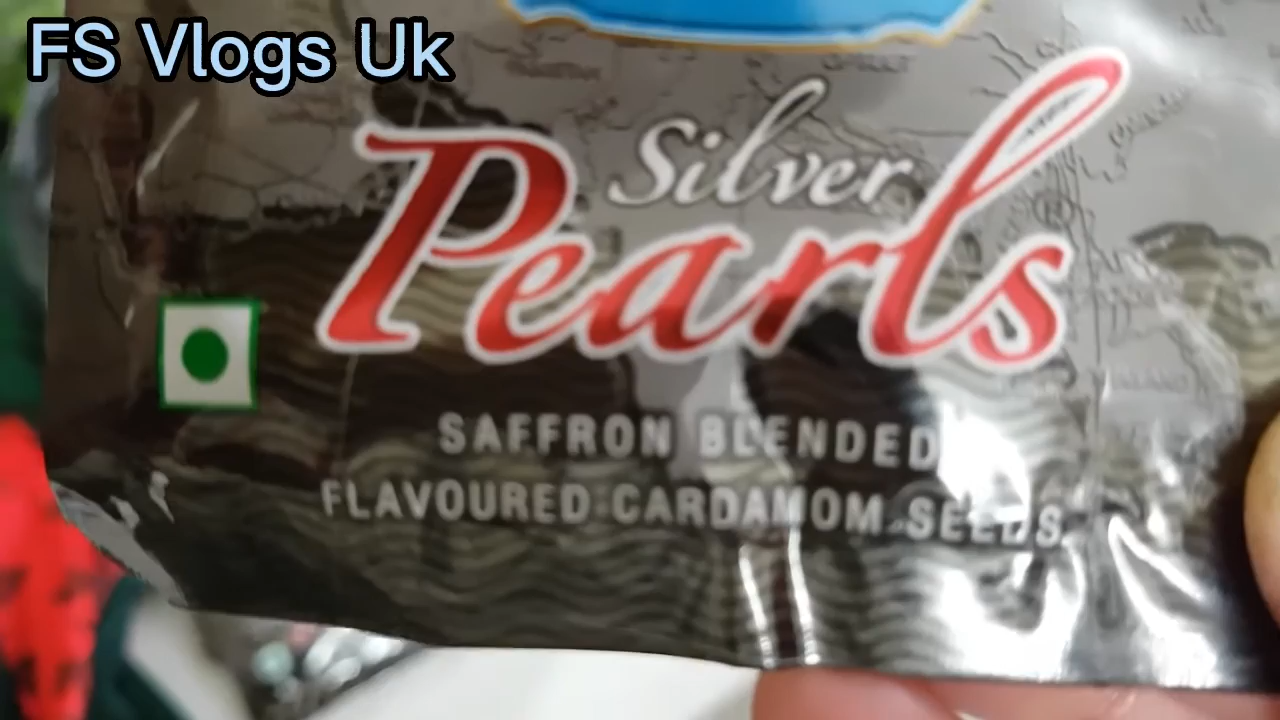 FS Vlogs Uk
Silver
Pearls
SAFFRON BLENDED
FLAVOURED CARDAMOM SEEDS